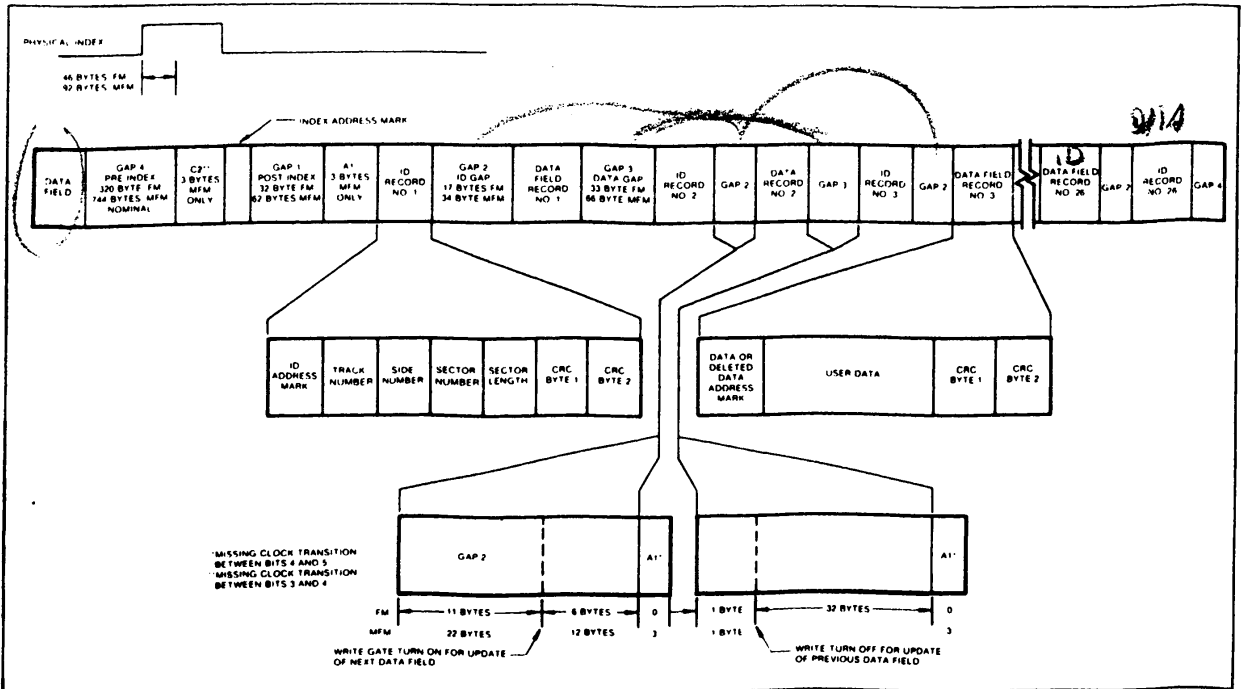 PHYSICAL INDEX
46 BYTES FM
92 BYTES MFM
INDEX ADDRESS MARK
DATA
FIELD
GAP 4
PRE INDEX
320 BYTE FM
744 BYTES MFM
NOMINAL
C2**
3 BYTES
MFM
ONLY
GAP 1
POST INDEX
32 BYTE FM
62 BYTES MFM
A1*
3 BYTES
MFM
ONLY
ID
RECORD
NO. 1
GAP 2
ID GAP
17 BYTES FM
34 BYTE MFM
DATA
FIELD
RECORD
NO. 1
GAP 3
DATA GAP
33 BYTE FM
66 BYTE MFM
ID
RECORD
NO. 2
GAP 2
DATA
RECORD
NO. 2
GAP 3
ID
RECORD
NO. 3
GAP 2
DATA FIELD
RECORD
NO. 3
ID
DATA FIELD
RECORD
NO. 26
GAP 2
ID
RECORD
NO. 26
GAP 4
ID
ADDRESS
MARK
TRACK
NUMBER
SIDE
NUMBER
SECTOR
NUMBER
SECTOR
LENGTH
CRC
BYTE 1
CRC
BYTE 2
DATA OR
DELETED
DATA
ADDRESS
MARK
USER DATA
CRC
BYTE 1
CRC
BYTE 2
*MISSING CLOCK TRANSITION
BETWEEN BITS 4 AND 5
**MISSING CLOCK TRANSITION
BETWEEN BITS 3 AND 4
GAP 2
A1*
A1*
FM 11 BYTES 6 BYTES 0 1 BYTE 32 BYTES 0
MFM 22 BYTES 12 BYTES 3 1 BYTE 3
WRITE GATE TURN ON FOR UPDATE
OF NEXT DATA FIELD
WRITE TURN OFF FOR UPDATE
OF PREVIOUS DATA FIELD